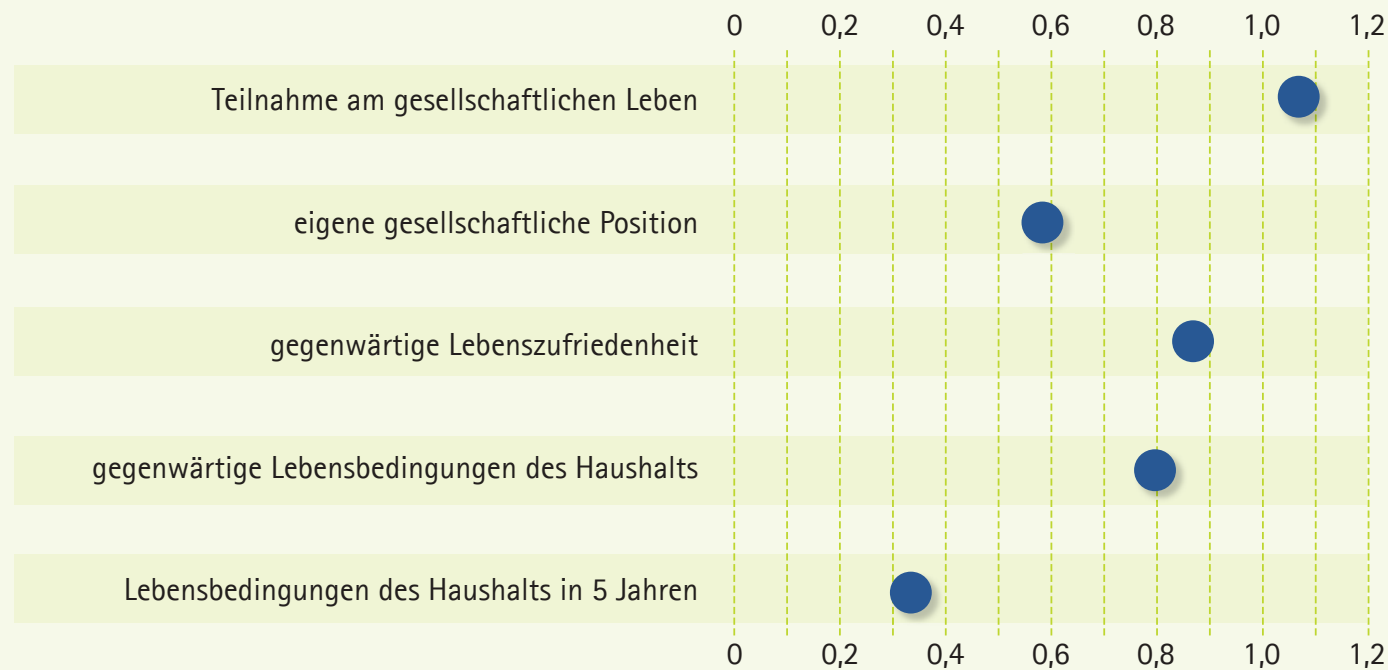 0 0,2 0,4 0,6 0,8 1,0 1,2
Teilnahme am gesellschaftlichen Leben
eigene gesellschaftliche Position
gegenwärtige Lebenszufriedenheit
gegenwärtige Lebensbedingungen des Haushalts
Lebensbedingungen des Haushalts in 5 Jahren
0 0,2 0,4 0,6 0,8 1,0 1,2